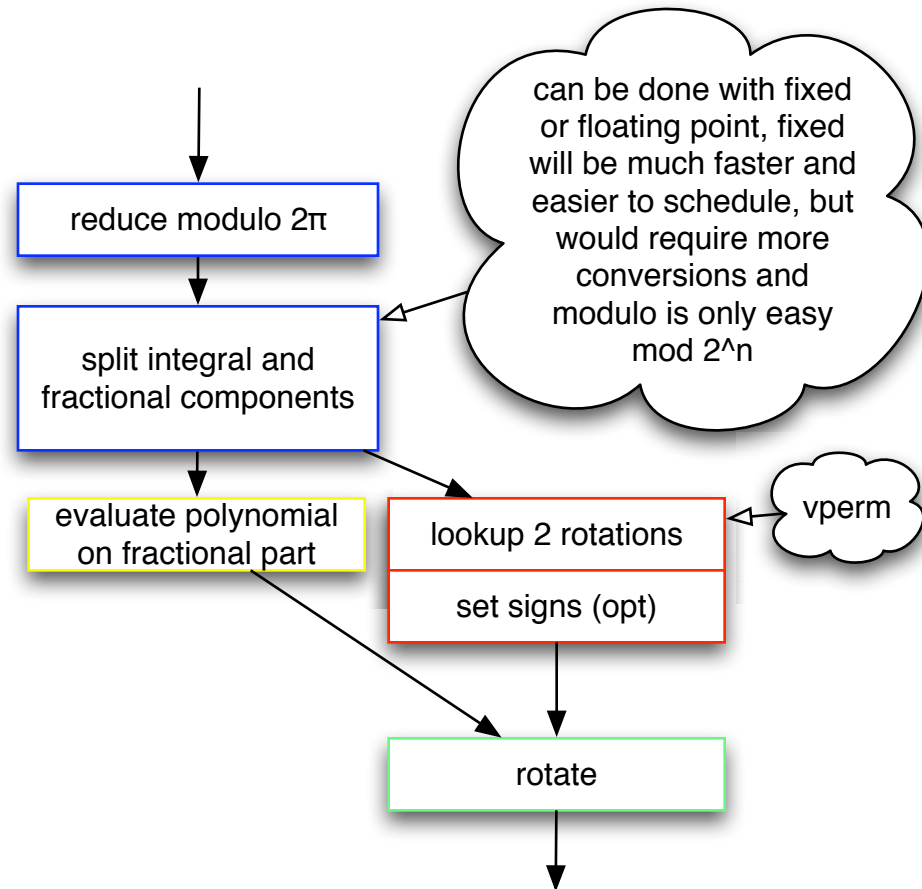 can be done with fixed
or floating point, fixed
will be much faster and
easier to schedule, but
would require more
conversions and
modulo is only easy
mod 2^n
reduce modulo 2π
split integral and
fractional components
evaluate polynomial
on fractional part
lookup 2 rotations
vperm
set signs (opt)
rotate